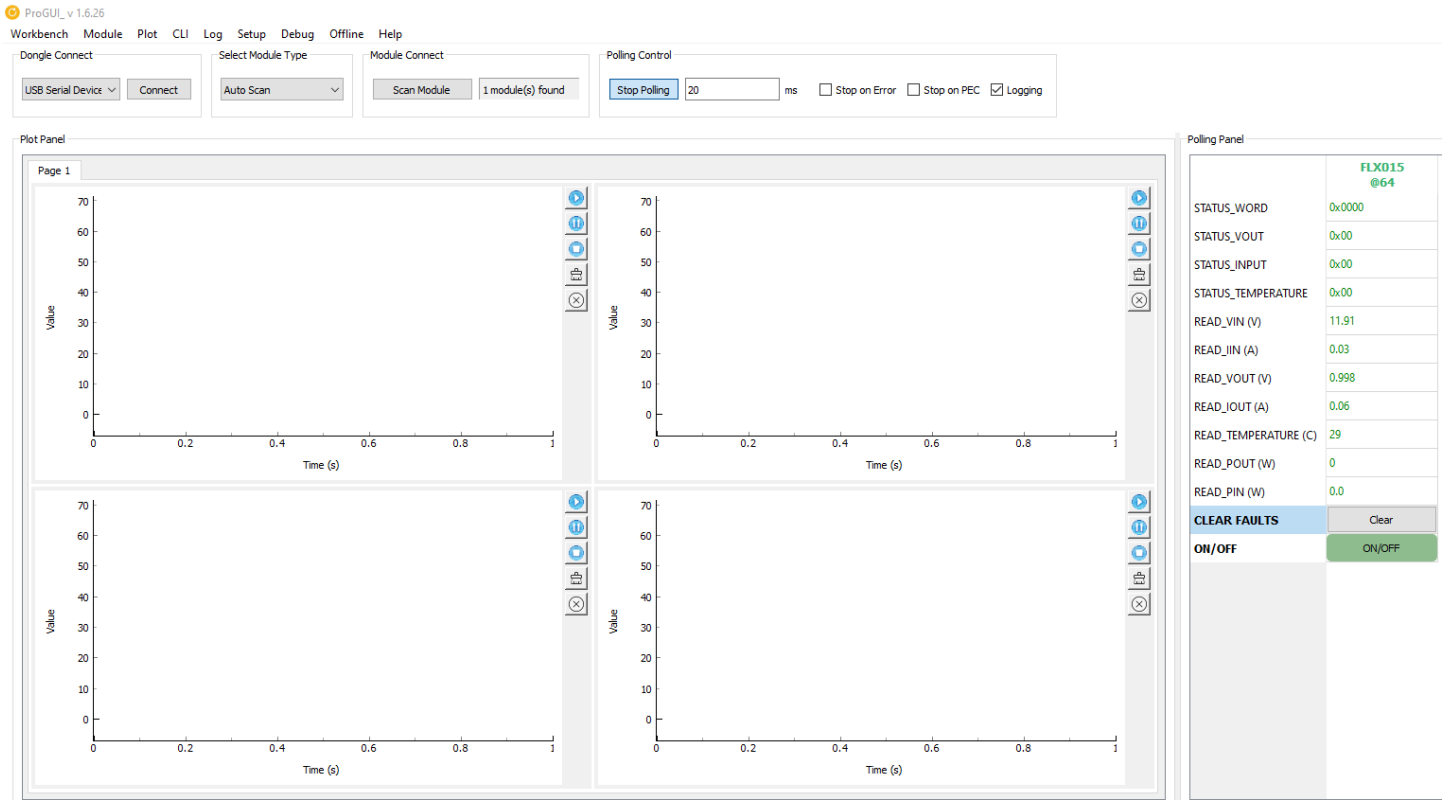 ProGUI_ v 1.6.26
Workbench Module Plot CLI Log Setup Debug Offline Help
Dongle Connect Select Module Type Module Connect Polling Control
USB Serial Device Connect Auto Scan Scan Module 1 module(s) found Stop Polling 20 ms Stop on Error Stop on PEC Logging
Plot Panel
Page 1
70
60
50
40
30
20
10
0
Value
0 0.2 0.4 0.6 0.8 1
Time (s)
70
60
50
40
30
20
10
0
Value
0 0.2 0.4 0.6 0.8 1
Time (s)
70
60
50
40
30
20
10
0
Value
0 0.2 0.4 0.6 0.8 1
Time (s)
70
60
50
40
30
20
10
0
Value
0 0.2 0.4 0.6 0.8 1
Time (s)
Polling Panel
FLX015
@64
STATUS_WORD 0x0000
STATUS_VOUT 0x00
STATUS_INPUT 0x00
STATUS_TEMPERATURE 0x00
READ_VIN (V) 11.91
READ_IIN (A) 0.03
READ_VOUT (V) 0.998
READ_IOUT (A) 0.06
READ_TEMPERATURE (C) 29
READ_POUT (W) 0
READ_PIN (W) 0.0
CLEAR FAULTS Clear
ON/OFF ON/OFF